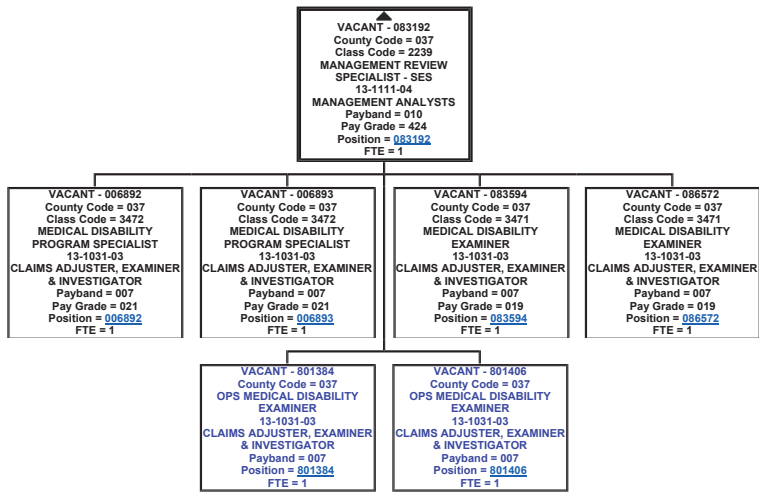 VACANT - 083192
County Code = 037
Class Code = 2239
MANAGEMENT REVIEW
SPECIALIST - SES
13-1111-04
MANAGEMENT ANALYSTS
Payband = 010
Pay Grade = 424
Position = 083192
FTE = 1
VACANT - 006892
County Code = 037
Class Code = 3472
MEDICAL DISABILITY
PROGRAM SPECIALIST
13-1031-03
CLAIMS ADJUSTER, EXAMINER
& INVESTIGATOR
Payband = 007
Pay Grade = 021
Position = 006892
FTE = 1
VACANT - 006893
County Code = 037
Class Code = 3472
MEDICAL DISABILITY
PROGRAM SPECIALIST
13-1031-03
CLAIMS ADJUSTER, EXAMINER
& INVESTIGATOR
Payband = 007
Pay Grade = 021
Position = 006893
FTE = 1
VACANT - 083594
County Code = 037
Class Code = 3471
MEDICAL DISABILITY
EXAMINER
13-1031-03
CLAIMS ADJUSTER, EXAMINER
& INVESTIGATOR
Payband = 007
Pay Grade = 019
Position = 083594
FTE = 1
VACANT - 086572
County Code = 037
Class Code = 3471
MEDICAL DISABILITY
EXAMINER
13-1031-03
CLAIMS ADJUSTER, EXAMINER
& INVESTIGATOR
Payband = 007
Pay Grade = 019
Position = 086572
FTE = 1
VACANT - 801384
County Code = 037
OPS MEDICAL DISABILITY
EXAMINER
13-1031-03
CLAIMS ADJUSTER, EXAMINER
& INVESTIGATOR
Payband = 007
Position = 801384
FTE = 1
VACANT - 801406
County Code = 037
OPS MEDICAL DISABILITY
EXAMINER
13-1031-03
CLAIMS ADJUSTER, EXAMINER
& INVESTIGATOR
Payband = 007
Position = 801406
FTE = 1